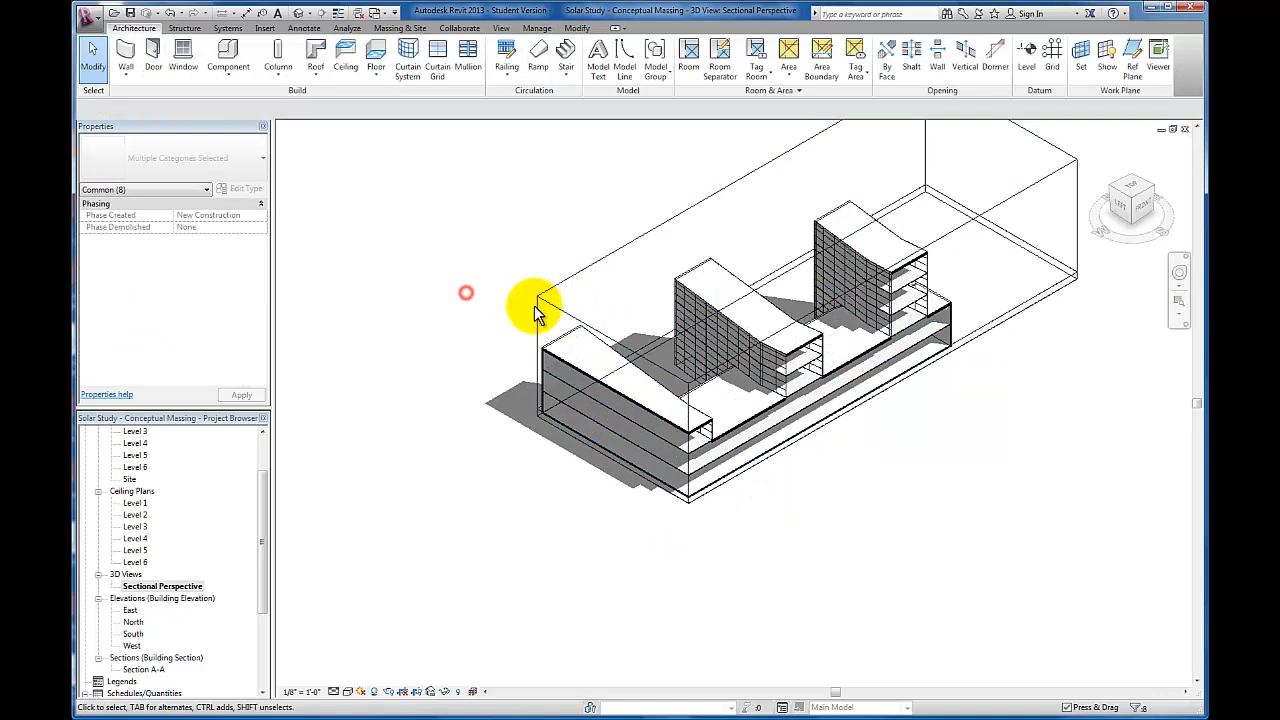 Autodesk Revit 2013 - Student Version - Solar Study - Conceptual Massing - 3D View: Sectional Perspective
Type a keyword or phrase
Sign In
Architecture Structure Systems Insert Annotate Analyze Massing & Site Collaborate View Manage Modify
Modify Wall Door Window Component Column Roof Ceiling Floor Curtain System Curtain Grid Mullion Railing Ramp Stair Model Text Model Line Model Group Room Room Separator Tag Room Area Area Boundary Tag Area By Face Shaft Wall Vertical Dormer Level Grid Set Show Ref Plane Viewer
Select Build Circulation Model Room & Area Opening Datum Work Plane
Properties
Multiple Categories Selected
Common (8) Edit Type
Phasing
Phase Created New Construction
Phase Demolished None
Properties help Apply
Solar Study - Conceptual Massing - Project Browser
Level 3
Level 4
Level 5
Level 6
Site
Ceiling Plans
Level 1
Level 2
Level 3
Level 4
Level 5
Level 6
3D Views
Sectional Perspective
Elevations (Building Elevation)
East
North
South
West
Sections (Building Section)
Section A-A
Legends
Schedules/Quantities
TOP
LEFT
FRONT
1/8" = 1'-0"
Click to select, TAB for alternates, CTRL adds, SHIFT unselects.
:0
Main Model
Press & Drag
:8